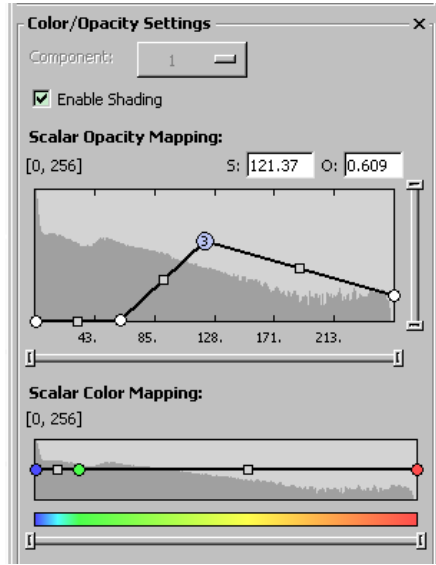 Color/Opacity Settings
Component: 1
Enable Shading
Scalar Opacity Mapping:
[0, 256] S: 121.37 O: 0.609
3
43. 85. 128. 171. 213.
Scalar Color Mapping:
[0, 256]